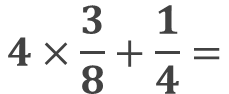 4 × 3/8 + 1/4 =